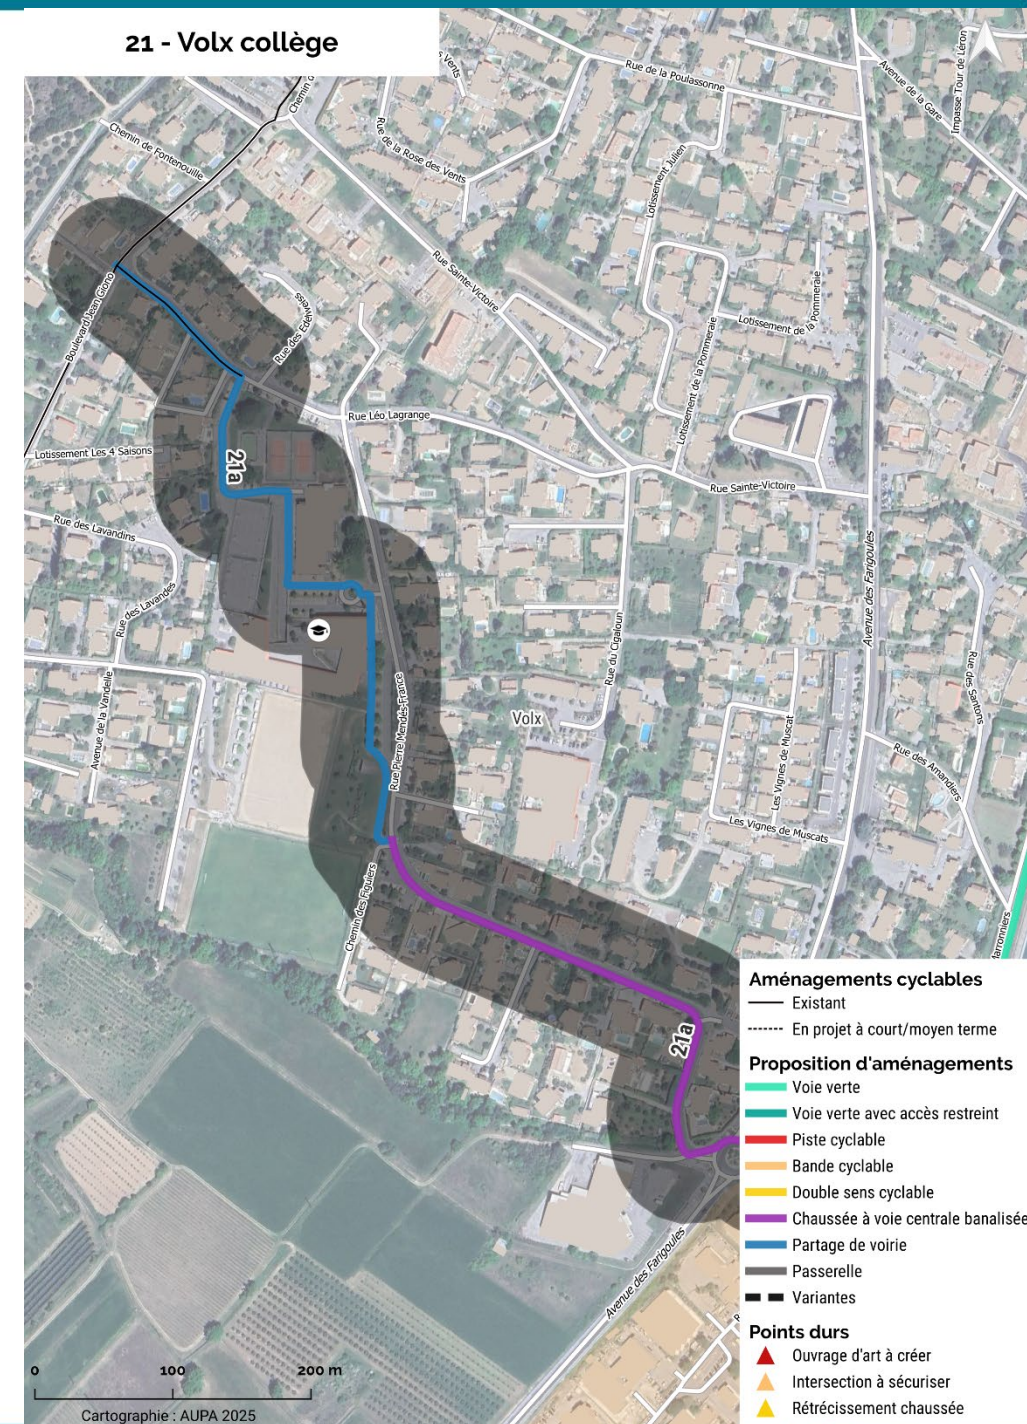 21 - Volx collège
Rue de la Poulassonne
Avenue de la Gare
Impasse Tour de Léron
Vents
Chemin d
Chemin de Fontenouille
Rue de la Rose des Vents
Lotissement Julien
Rue Sainte-Victoire
Boulevard Jean Giono
Rue des Edelweiss
Lotissement de la Pommeraie
Lotissement de la Pommeraie
Rue Léo Lagrange
Lotissement Les 4 Saisons
21a
Rue Sainte-Victoire
Rue des Lavandins
Rue des Lavandes
Avenue des Farigoules
Rue du Cigaloun
Rue des Santons
Avenue de la Vandelle
Rue Pierre Mendès-France
Volx
Les Vignes de Muscat
Rue des Amandiers
Les Vignes de Muscats
Chemin des Figuiers
Marronniers
21a
Avenue des Farigoules
R
Aménagements cyclables
Existant
En projet à court/moyen terme
Proposition d'aménagements
Voie verte
Voie verte avec accès restreint
Piste cyclable
Bande cyclable
Double sens cyclable
Chaussée à voie centrale banalisée
Partage de voirie
Passerelle
Variantes
Points durs
Ouvrage d'art à créer
Intersection à sécuriser
Rétrécissement chaussée
0 100 200 m
Cartographie : AUPA 2025